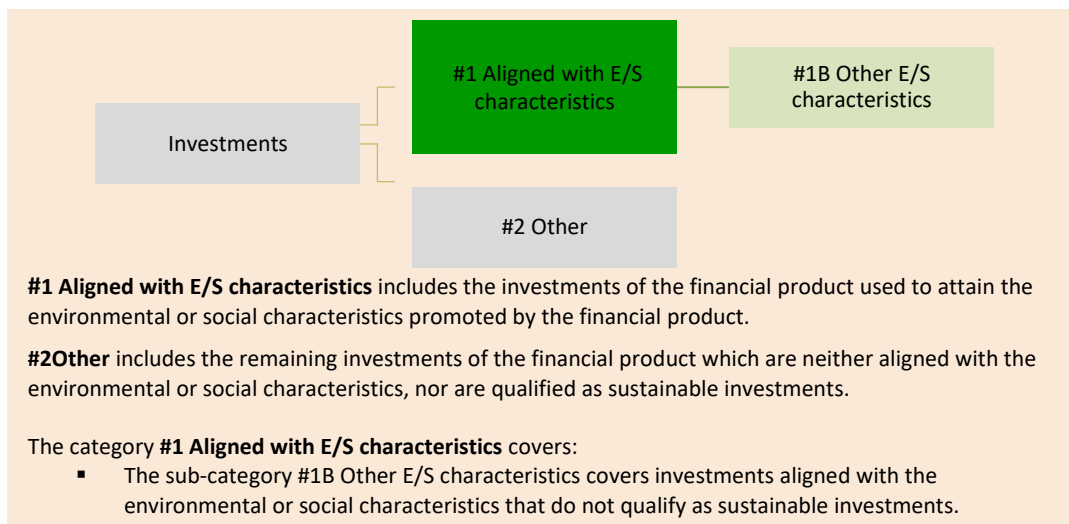 #1 Aligned with E/S
characteristics
#1B Other E/S
characteristics
Investments
#2 Other
#1 Aligned with E/S characteristics includes the investments of the financial product used to attain the
environmental or social characteristics promoted by the financial product.
#2Other includes the remaining investments of the financial product which are neither aligned with the
environmental or social characteristics, nor are qualified as sustainable investments.
The category #1 Aligned with E/S characteristics covers:
▪ The sub-category #1B Other E/S characteristics covers investments aligned with the
environmental or social characteristics that do not qualify as sustainable investments.